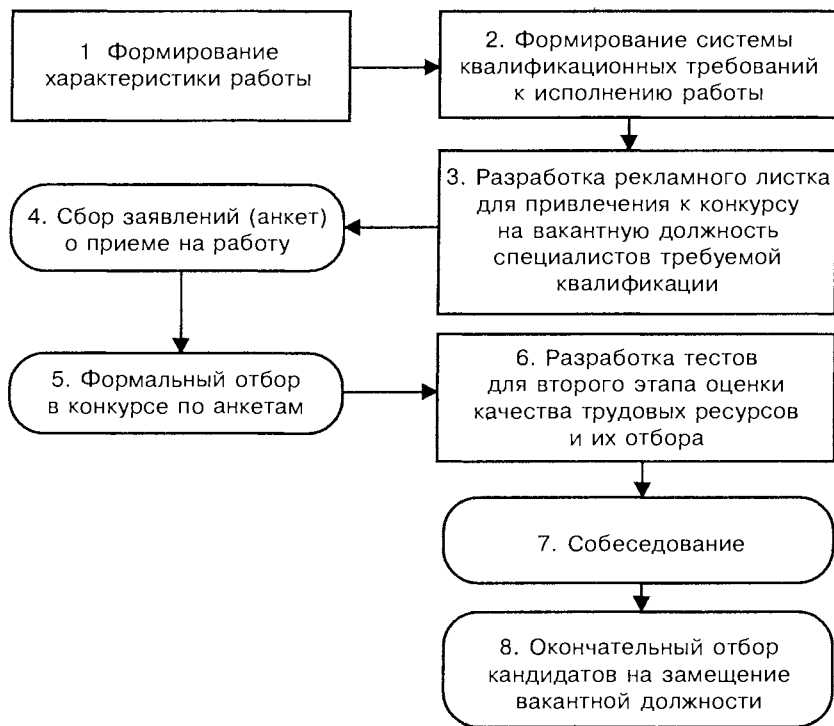 1 Формирование
характеристики работы
2. Формирование системы
квалификационных требований
к исполнению работы
3. Разработка рекламного листка
для привлечения к конкурсу
на вакантную должность
специалистов требуемой
квалификации
4. Сбор заявлений (анкет)
о приеме на работу
5. Формальный отбор
в конкурсе по анкетам
6. Разработка тестов
для второго этапа оценки
качества трудовых ресурсов
и их отбора
7. Собеседование
8. Окончательный отбор
кандидатов на замещение
вакантной должности